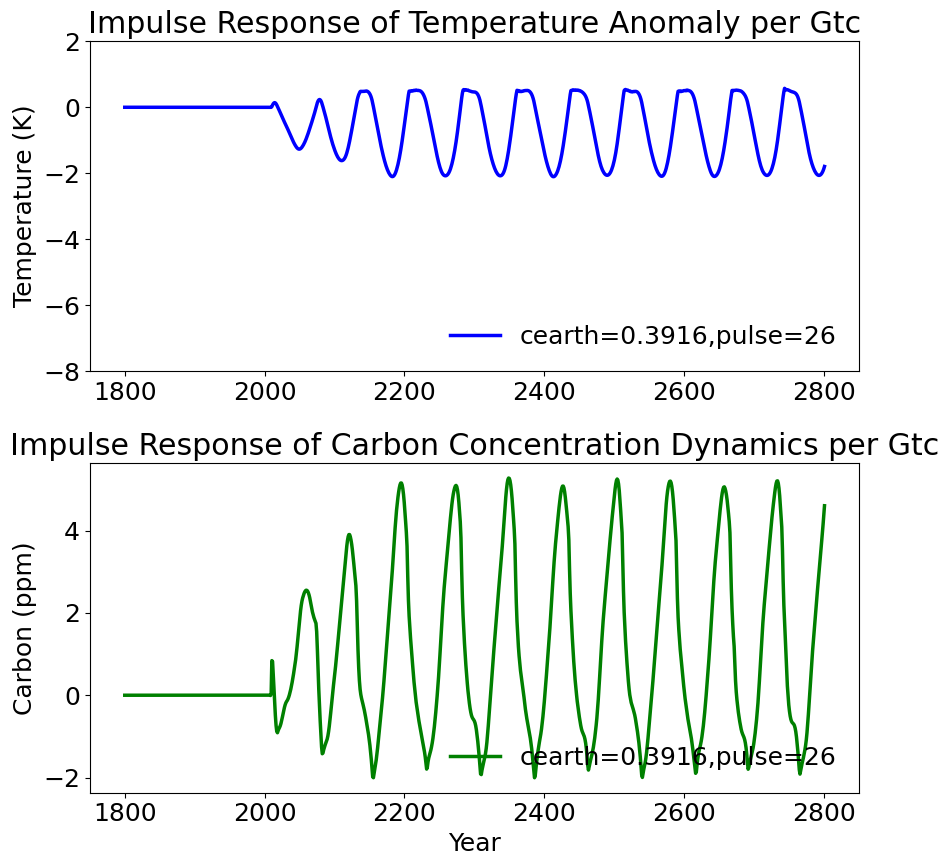 Impulse Response of Temperature Anomaly per Gtc
2
0
−2
−4
−6
−8
Temperature (K)
cearth=0.3916,pulse=26
1800 2000 2200 2400 2600 2800
Impulse Response of Carbon Concentration Dynamics per Gtc
4
2
0
−2
Carbon (ppm)
cearth=0.3916,pulse=26
1800 2000 2200 2400 2600 2800
Year